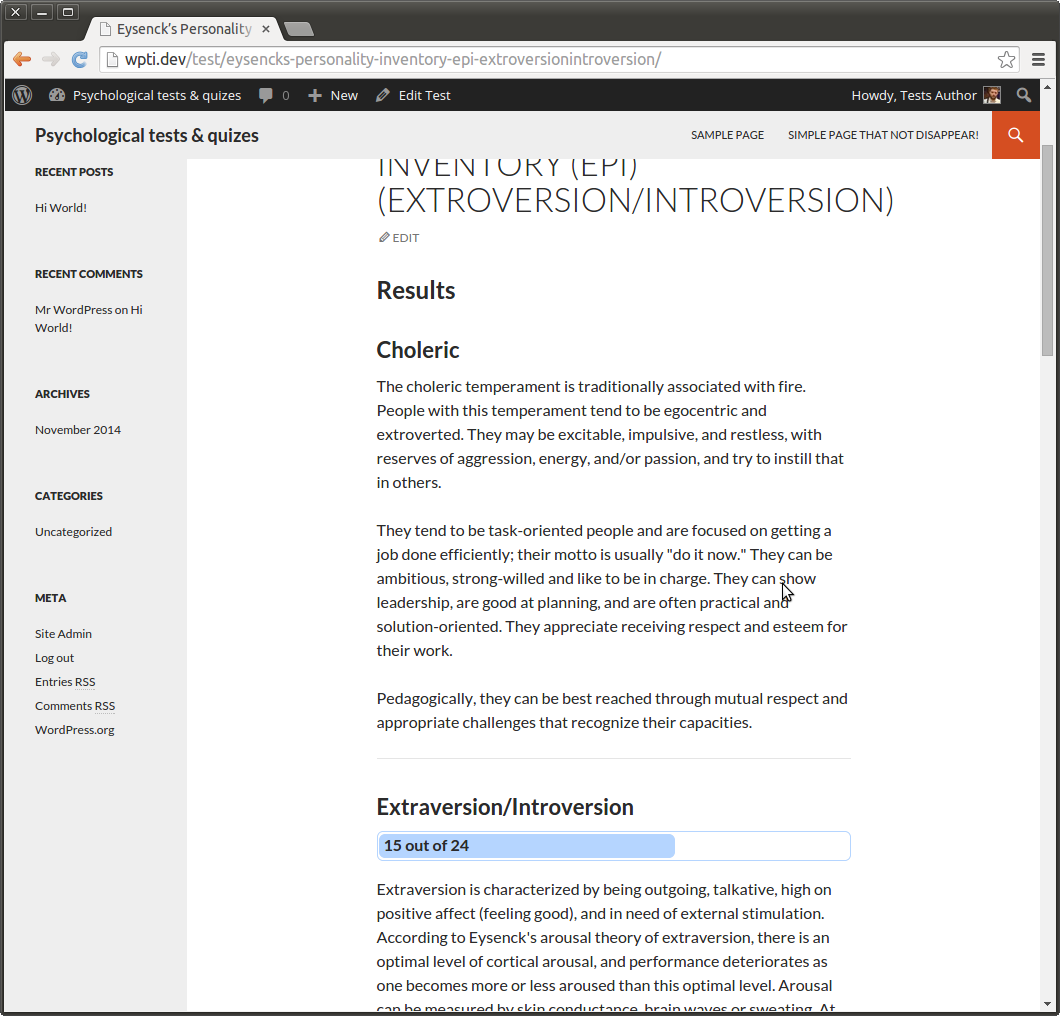 Eysenck's Personality
wpti.dev/test/eysencks-personality-inventory-epi-extroversionintroversion/
Psychological tests & quizes 0 New Edit Test Howdy, Tests Author
Psychological tests & quizes SAMPLE PAGE SIMPLE PAGE THAT NOT DISAPPEAR!
RECENT POSTS
Hi World!
RECENT COMMENTS
Mr WordPress on Hi
World!
ARCHIVES
November 2014
CATEGORIES
Uncategorized
META
Site Admin
Log out
Entries RSS
Comments RSS
WordPress.org
INVENTORY (EPI)
(EXTROVERSION/INTROVERSION)
EDIT
Results
Choleric
The choleric temperament is traditionally associated with fire.
People with this temperament tend to be egocentric and
extroverted. They may be excitable, impulsive, and restless, with
reserves of aggression, energy, and/or passion, and try to instill that
in others.
They tend to be task-oriented people and are focused on getting a
job done efficiently; their motto is usually "do it now." They can be
ambitious, strong-willed and like to be in charge. They can show
leadership, are good at planning, and are often practical and
solution-oriented. They appreciate receiving respect and esteem for
their work.
Pedagogically, they can be best reached through mutual respect and
appropriate challenges that recognize their capacities.
Extraversion/Introversion
15 out of 24
Extraversion is characterized by being outgoing, talkative, high on
positive affect (feeling good), and in need of external stimulation.
According to Eysenck's arousal theory of extraversion, there is an
optimal level of cortical arousal, and performance deteriorates as
one becomes more or less aroused than this optimal level. Arousal
can be measured by skin conductance, brain waves or sweating. At